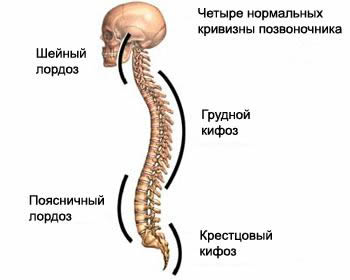 Четыре нормальных
кривизны позвоночника
Шейный
лордоз
Грудной
кифоз
Поясничный
лордоз
Крестцовый
кифоз